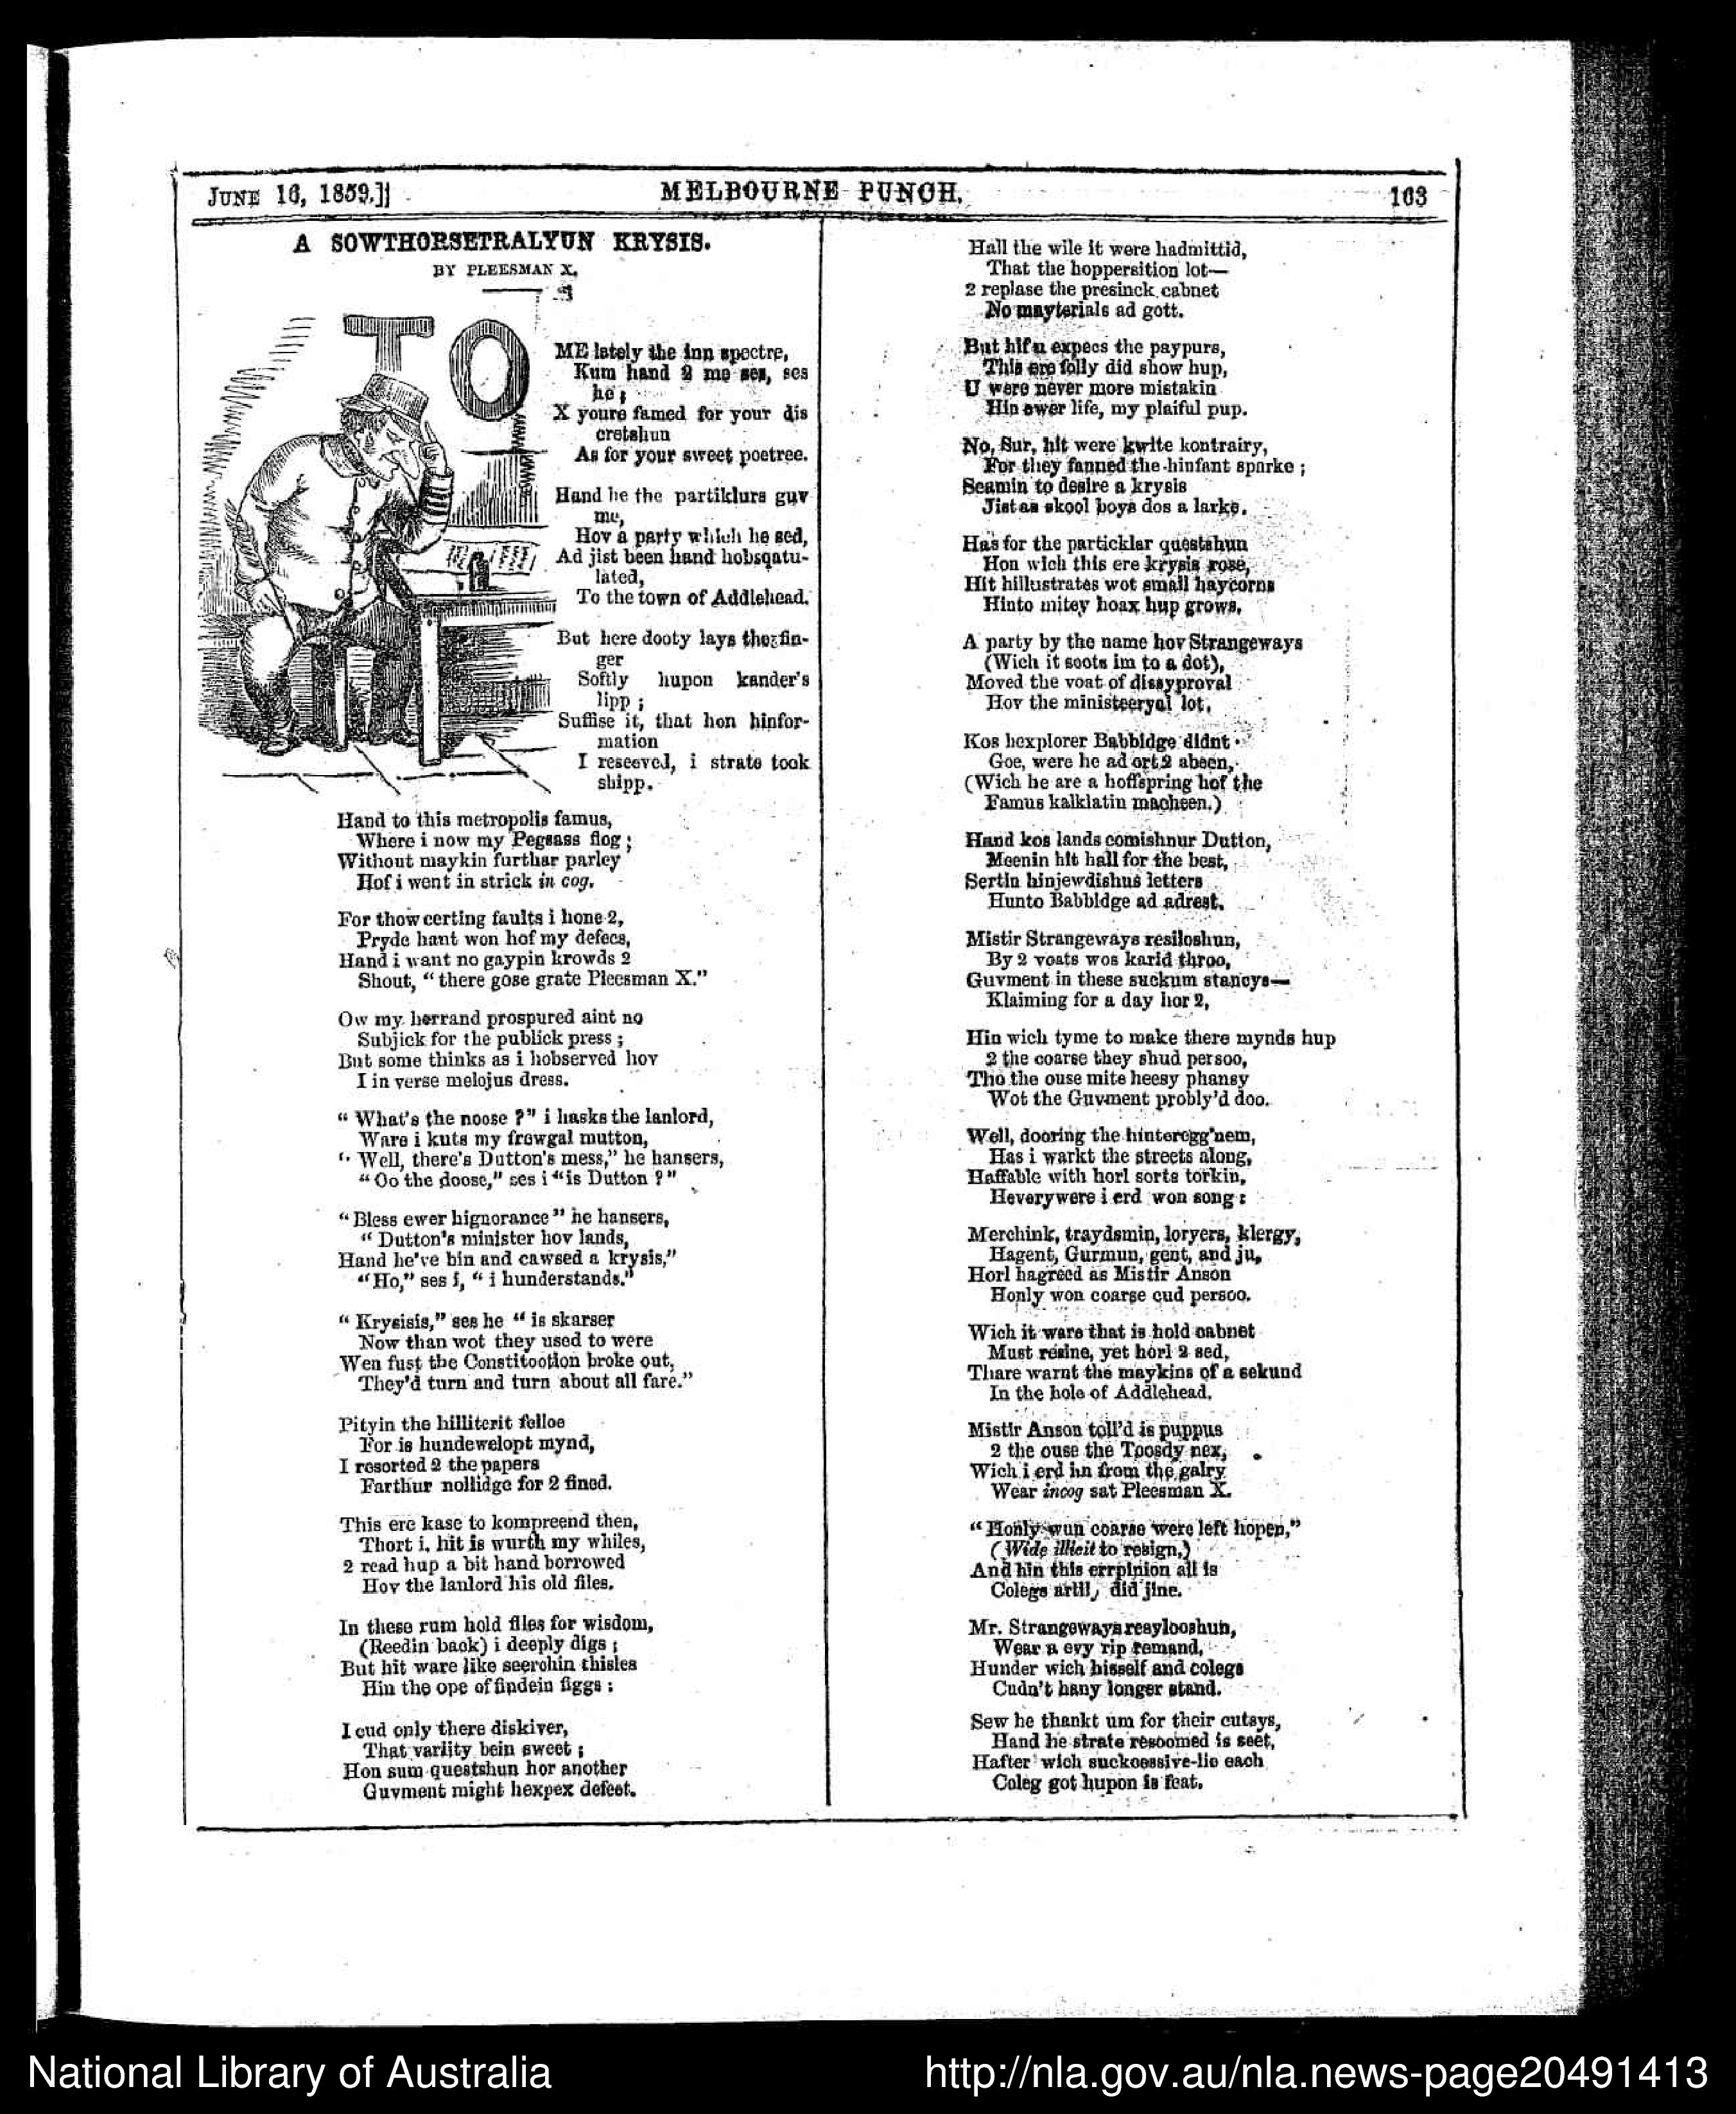 JUNE 16, 1859.]
MELBOURNE PUNCH.
163
A SOWTHORSETRALYUN KRYSIS.
BY PLEESMAN X.
TO
ME lately the inn spectre,
Kum hand 2 me ses, ses
he;
X youre famed for your dis
cretshun
As for your sweet poetree.
Hand he the partiklurs guv
me,
Hov a party which he sed,
Ad jist been hand hobsqatu-
lated,
To the town of Addlehead.
But here dooty lays the fin-
ger
Softly hupon kander's
lipp;
Suffise it, that hon hinfor-
mation
I reseeved, i strate took
shipp.
Hand to this metropolis famus,
Where i now my Pegsass flog;
Without maykin furthar parley
Hof i went in strick in cog.
For thow certing faults i hone 2,
Pryde hant won hof my defecs,
Hand i want no gaypin krowds 2
Shout, "there gose grate Pleesman X."
Ow my herrand prospured aint no
Subjick for the publick press;
But some thinks as i hobserved hov
I in verse melojus dress.
"What's the noose?" i hasks the lanlord,
Ware i kuts my frowgal mutton,
"Well, there's Dutton's mess," he hansers,
"Oo the doose," ses i "is Dutton?"
"Bless ewer hignorance" he hansers,
"Dutton's minister hov lands,
Hand he've bin and cawsed a krysis,"
"Ho," ses i, "i hunderstands."
"Krysisis," ses he "is skarser
Now than wot they used to were
Wen fust the Constitootion broke out,
They'd turn and turn about all fare."
Pityin the hilliterit felloe
For is hundewelopt mynd,
I resorted 2 the papers
Farthur nollidge for 2 fined.
This ere kase to kompreend then,
Thort i, hit is wurth my whiles,
2 read hup a bit hand borrowed
Hov the lanlord his old files.
In these rum hold files for wisdom,
(Reedin back) i deeply digs;
But hit ware like seerchin thisles
Hin the ope of findein figgs:
I cud only there diskiver,
That variity bein sweet;
Hon sum questshun hor another
Guvment might hexpex defeet.
Hall the wile it were hadmittid,
That the hoppersition lot—
2 replase the presinck cabnet
No mayterials ad gott.
But hif u expecs the paypurs,
This ere folly did show hup,
U were never more mistakin
Hin ewer life, my plaiful pup.
No, Sur, hit were kwite kontrairy,
For they fanned the hinfant sparke;
Seamin to desire a krysis
Jist as skool boys dos a larke.
Has for the particklar questshun
Hon wich this ere krysis rose,
Hit hillustrates wot small haycorns
Hinto mitey hoax hup grows.
A party by the name hov Strangeways
(Wich it soots im to a dot),
Moved the voat of dissyproval
Hov the ministeeryal lot.
Kos hexplorer Babbidge didnt
Goe, were he ad ort 2 abeen,
(Wich he are a hoffspring hof the
Famus kalklatin macheen.)
Hand kos lands comishnur Dutton,
Meenin hit hall for the best,
Sertin hinjewdishus letters
Hunto Babbidge ad adrest.
Mistir Strangeways resiloshun,
By 2 voats wos karid throo,
Guvment in these suckum stancys—
Klaiming for a day hor 2,
Hin wich tyme to make there mynds hup
2 the coarse they shud persoo,
Tho the ouse mite heesy phansy
Wot the Guvment probly'd doo.
Well, dooring the hinteregg'nem,
Has i warkt the streets along,
Haffable with horl sorts torkin,
Heverywere i erd won song:
Merchink, traydsmin, loryers, klergy,
Hagent, Gurmun, gent, and ju,
Horl hagreed as Mistir Anson
Honly won coarse cud persoo.
Wich it ware that is hold cabnet
Must resine, yet horl 2 sed,
Thare warnt the maykins of a sekund
In the hole of Addlehead.
Mistir Anson toll'd is puppus
2 the ouse the Toosdy nex,
Wich i erd im from the galry
Wear incog sat Pleesman X.
"Honly wun coarse were left hopen,"
(Wide illicit to resign,)
And hin this errpinion all is
Colegs artily did jine.
Mr. Strangeways resylooshun,
Wear a evy rip remand,
Hunder wich hisself and colegs
Cudn't hany longer stand.
Sew he thankt um for their cutsys,
Hand he strate resoomed is seet,
Hafter wich suckcessive-lie each
Coleg got hupon is feat.
National Library of Australia
http://nla.gov.au/nla.news-page20491413